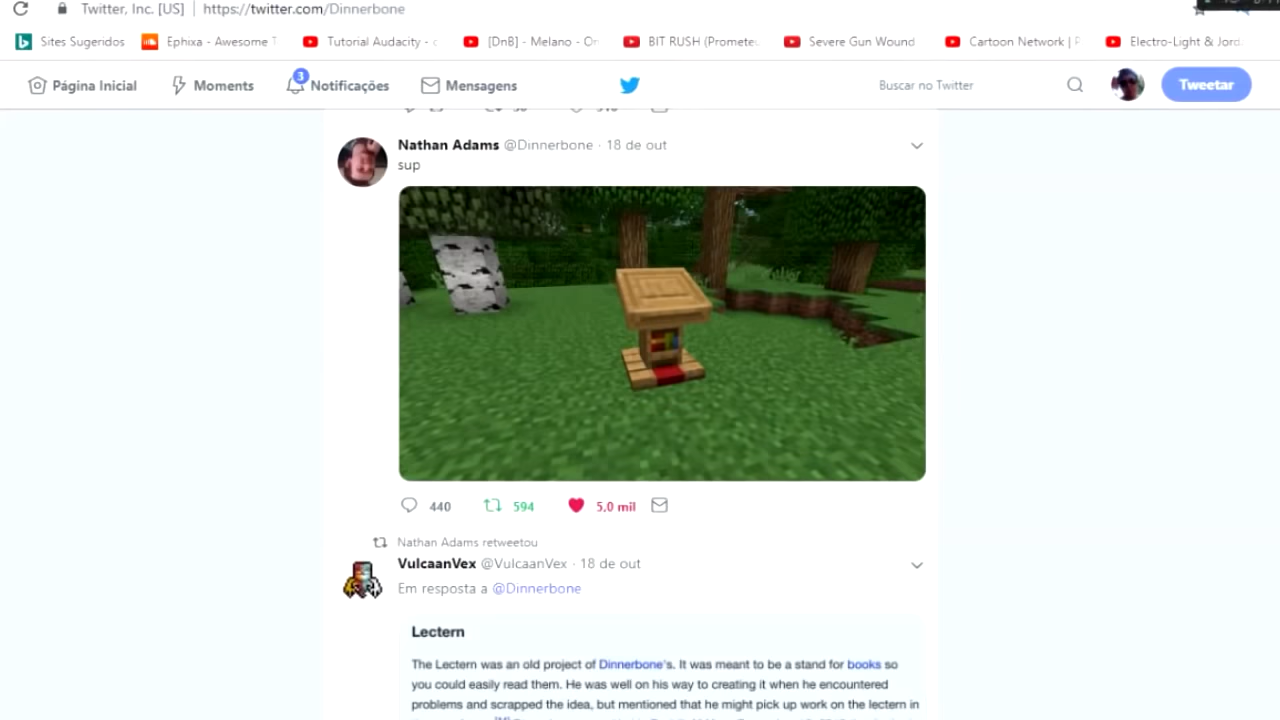 Twitter, Inc. [US] | https://twitter.com/Dinnerbone
Sites Sugeridos Ephixa - Awesome Tutorial Audacity - [DnB] - Melano - On BIT RUSH (Promete Severe Gun Wound Cartoon Network | Electro-Light & Jord
Página Inicial Moments 3 Notificações Mensagens Buscar no Twitter Tweetar
Nathan Adams @Dinnerbone · 18 de out
sup
440 594 5,0 mil
Nathan Adams retweetou
VulcaanVex @VulcaanVex · 18 de out
Em resposta a @Dinnerbone
Lectern
The Lectern was an old project of Dinnerbone's. It was meant to be a stand for books so
you could easily read them. He was well on his way to creating it when he encountered
problems and scrapped the idea, but mentioned that he might pick up work on the lectern in